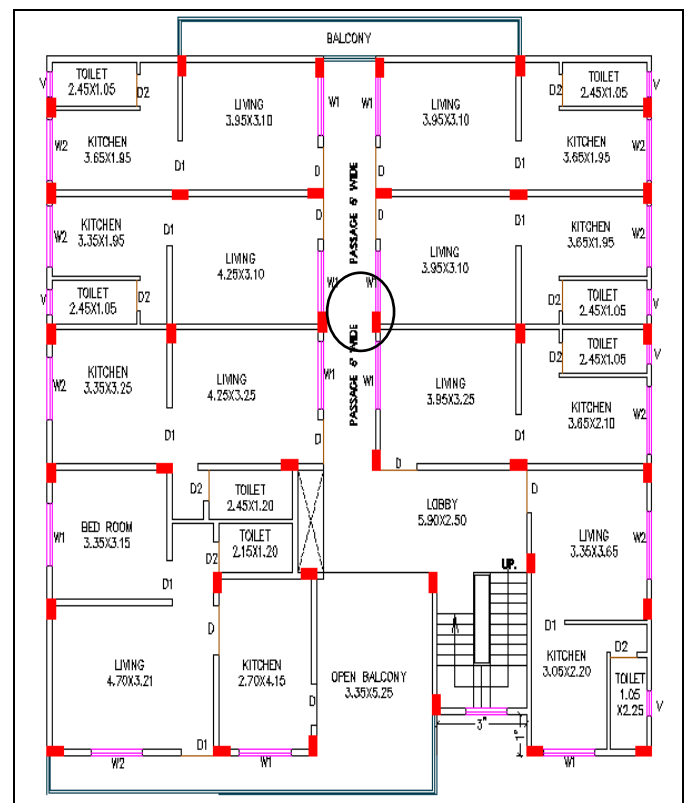 BALCONY
TOILET
2.45X1.05
V
D2
LIVING
3.95X3.10
W1
W1
LIVING
3.95X3.10
TOILET
2.45X1.05
V
D2
W2
KITCHEN
3.65X1.95
D1
D
PASSAGE 6' WIDE
D
D1
KITCHEN
3.65X1.95
W2
W2
KITCHEN
3.35X1.95
D1
LIVING
4.25X3.10
D
D
LIVING
3.95X3.10
D1
KITCHEN
3.65X1.95
W2
V
TOILET
2.45X1.05
D2
W1
W1
D2
TOILET
2.45X1.05
V
W2
KITCHEN
3.35X3.25
D1
LIVING
4.25X3.25
W1
D
PASSAGE 6' WIDE
W1
LIVING
3.95X3.25
D1
D2
TOILET
2.45X1.05
V
KITCHEN
3.65X2.10
W2
D
D2
TOILET
2.45X1.20
LOBBY
5.90X2.50
D
W1
BED ROOM
3.35X3.15
D1
D2
TOILET
2.15X1.20
LIVING
3.35X3.65
W2
UP.
LIVING
4.70X3.21
D
KITCHEN
2.70X4.15
D
OPEN BALCONY
3.35X5.25
D1
KITCHEN
3.05X2.20
D2
TOILET
1.05
X2.25
V
3"
1"
D1
W2
W1
W1